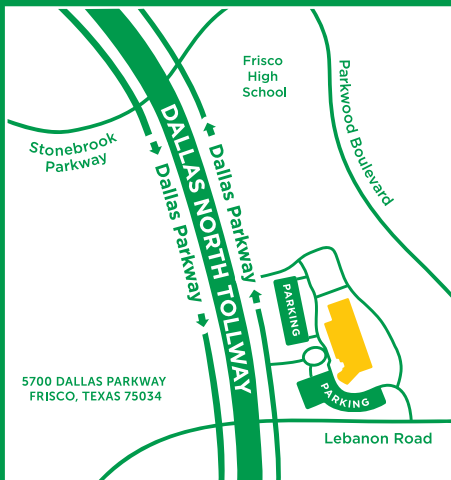 Frisco
High
School
Parkwood Boulevard
Stonebrook
Parkway
DALLAS NORTH TOLLWAY
Dallas Parkway
Dallas Parkway
PARKING
PARKING
5700 DALLAS PARKWAY
FRISCO, TEXAS 75034
Lebanon Road